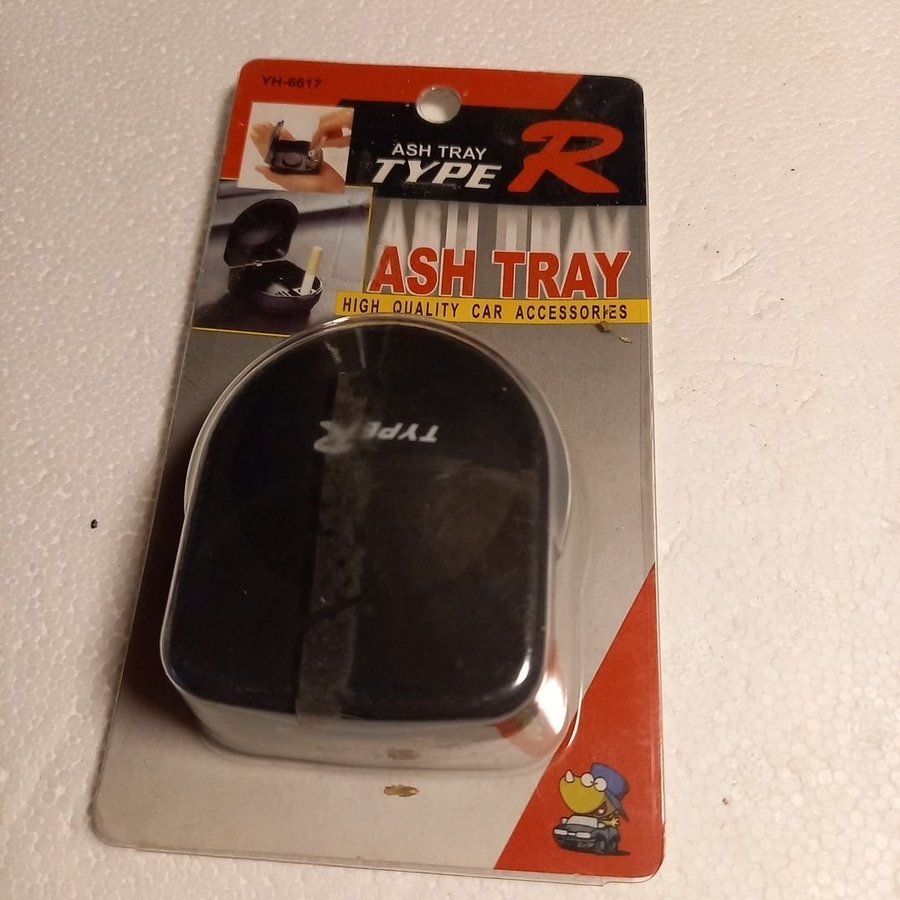 YH-6617
ASH TRAY
TYPE R
ASH TRAY
ASH TRAY
HIGH QUALITY CAR ACCESSORIES
TYPE R